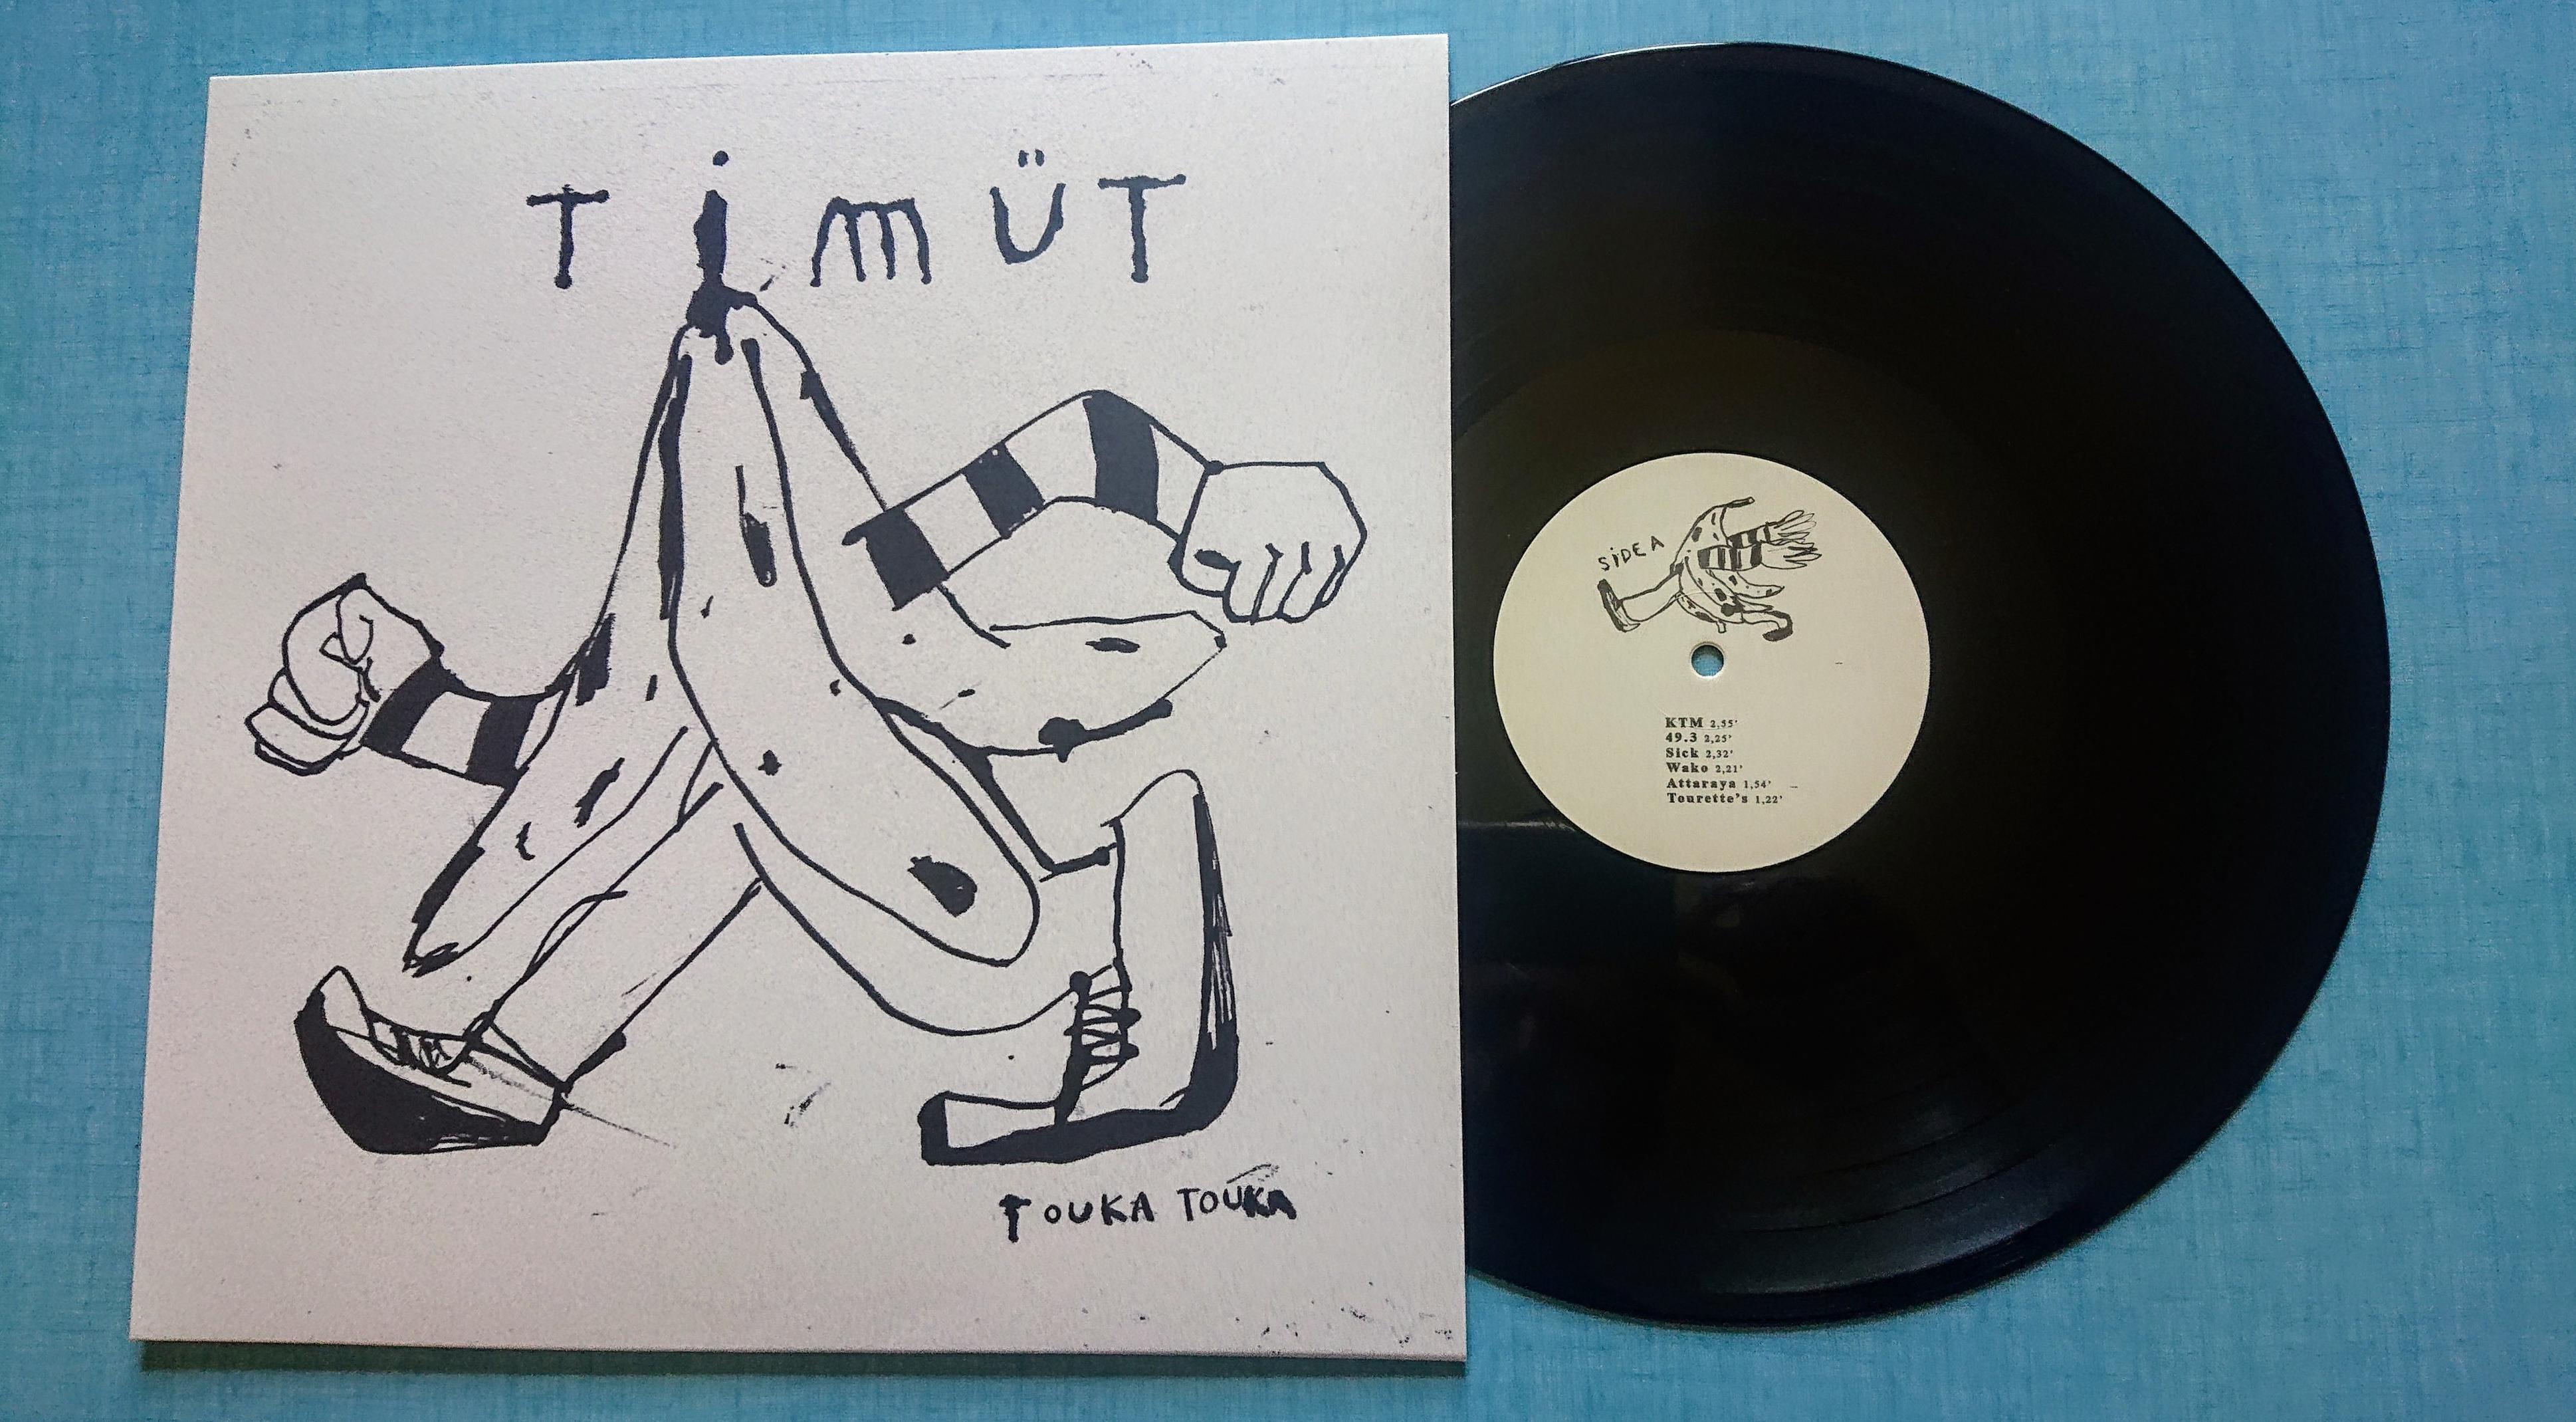 TiMÜT
TOUKA TOUKA
SiDE A
KTM 2,55'
49.3 2,25'
Sick 2,32'
Wako 2,21'
Attaraya 1,54'
Tourette's 1,22'